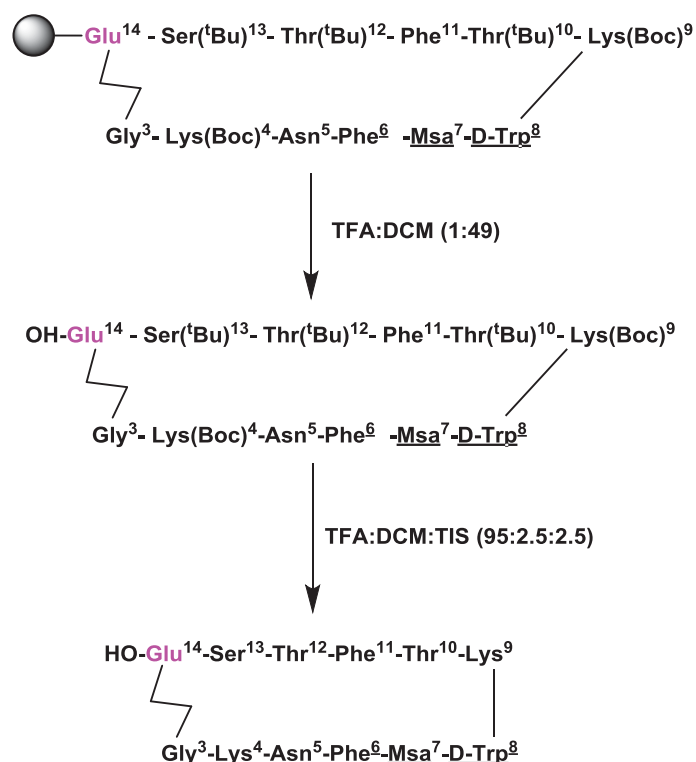 Glu¹⁴ - Ser(ᵗBu)¹³- Thr(ᵗBu)¹²- Phe¹¹-Thr(ᵗBu)¹⁰- Lys(Boc)⁹
Gly³- Lys(Boc)⁴-Asn⁵-Phe⁶ -Msa⁷-D-Trp⁸
TFA:DCM (1:49)
OH-Glu¹⁴ - Ser(ᵗBu)¹³- Thr(ᵗBu)¹²- Phe¹¹-Thr(ᵗBu)¹⁰- Lys(Boc)⁹
Gly³- Lys(Boc)⁴-Asn⁵-Phe⁶ -Msa⁷-D-Trp⁸
TFA:DCM:TIS (95:2.5:2.5)
HO-Glu¹⁴-Ser¹³-Thr¹²-Phe¹¹-Thr¹⁰-Lys⁹
Gly³-Lys⁴-Asn⁵-Phe⁶-Msa⁷-D-Trp⁸